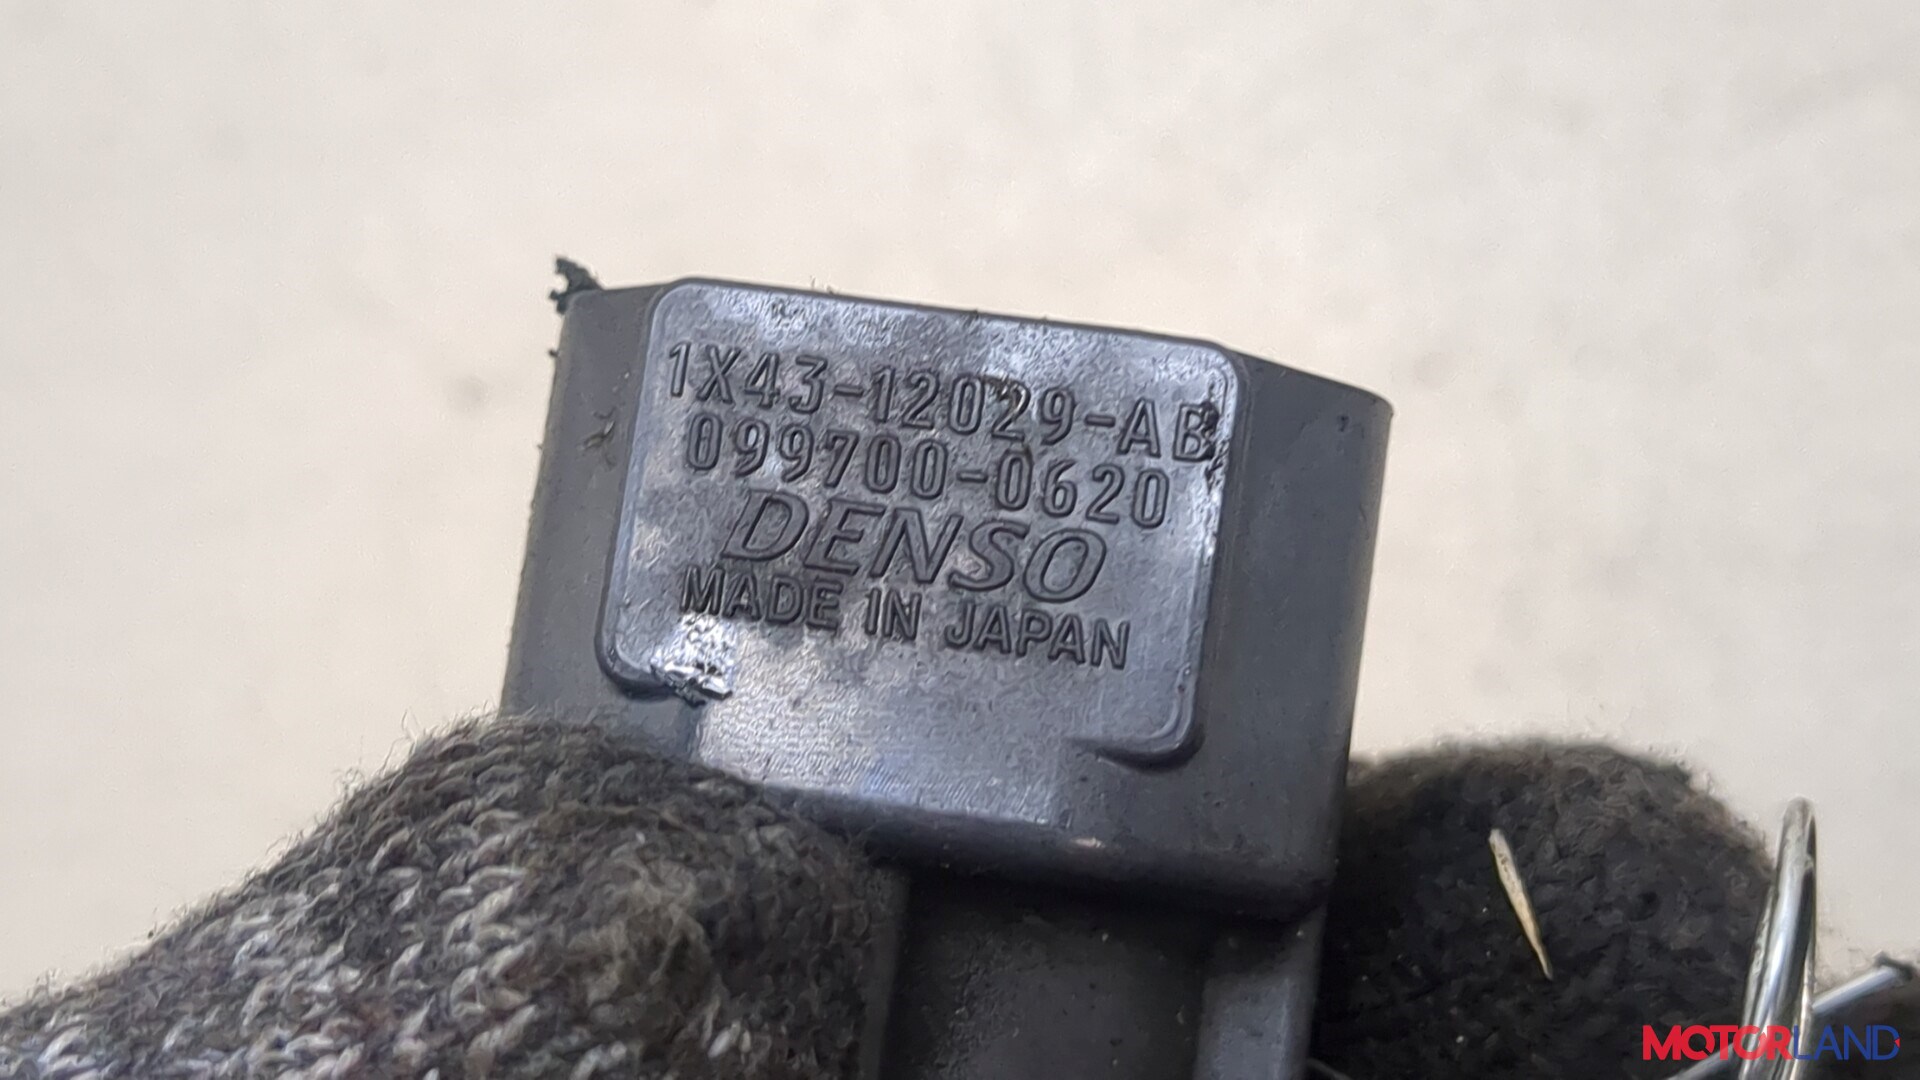 1X43-12029-AB
099700-0620
DENSO
MADE IN JAPAN
MOTORLAND